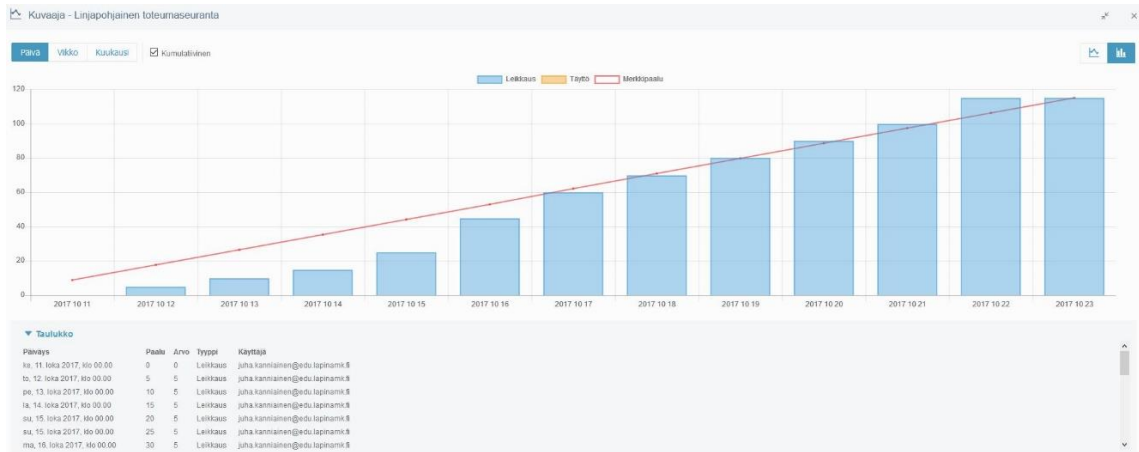 Kuvaaja - Linjapohjainen toteumaseuranta
Päivä Viikko Kuukausi Kumulatiivinen
Leikkaus Täyttö Merkkipaalu
120
100
80
60
40
20
0
2017 10 11 2017 10 12 2017 10 13 2017 10 14 2017 10 15 2017 10 16 2017 10 17 2017 10 18 2017 10 19 2017 10 20 2017 10 21 2017 10 22 2017 10 23
Taulukko
Päiväys Paalu Arvo Tyyppi Käyttäjä
ke, 11. loka 2017, klo 00.00 0 0 Leikkaus juha.kanniainen@edu.lapinamk.fi
to, 12. loka 2017, klo 00.00 5 5 Leikkaus juha.kanniainen@edu.lapinamk.fi
pe, 13. loka 2017, klo 00.00 10 5 Leikkaus juha.kanniainen@edu.lapinamk.fi
la, 14. loka 2017, klo 00.00 15 5 Leikkaus juha.kanniainen@edu.lapinamk.fi
su, 15. loka 2017, klo 00.00 20 5 Leikkaus juha.kanniainen@edu.lapinamk.fi
su, 15. loka 2017, klo 00.00 25 5 Leikkaus juha.kanniainen@edu.lapinamk.fi
ma, 16. loka 2017, klo 00.00 30 5 Leikkaus juha.kanniainen@edu.lapinamk.fi